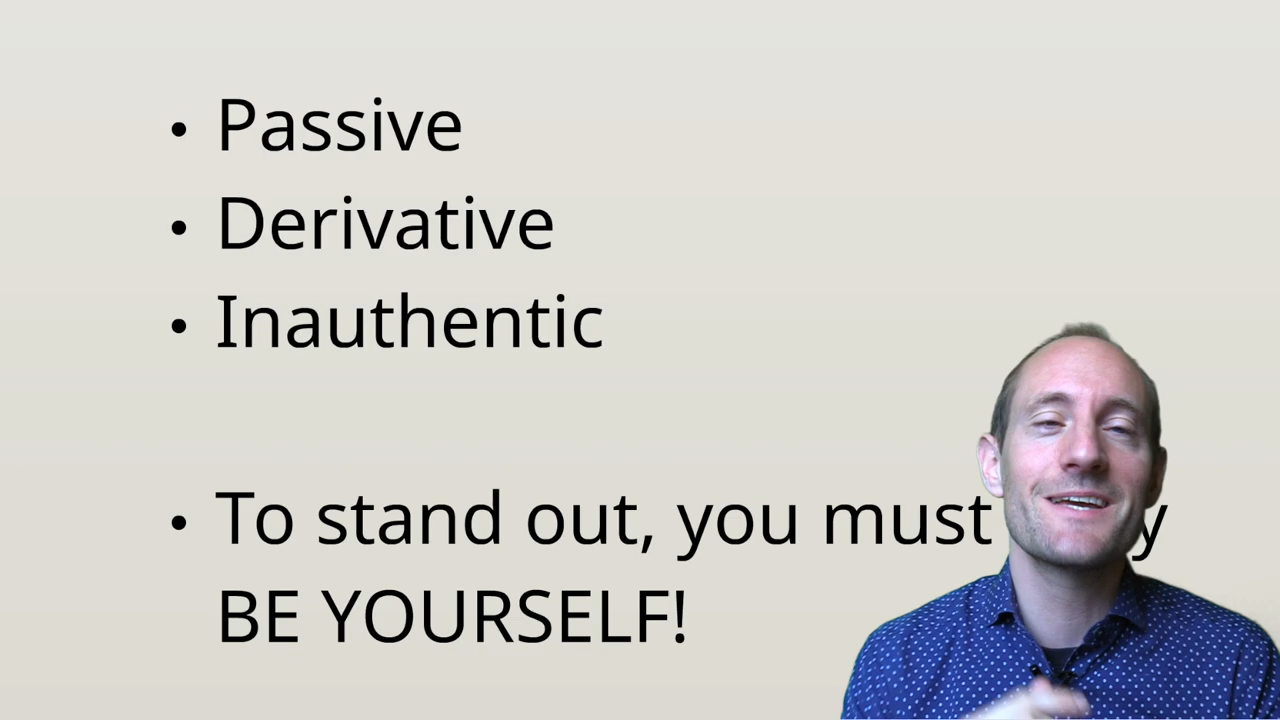 • Passive
• Derivative
• Inauthentic
• To stand out, you must
BE YOURSELF!